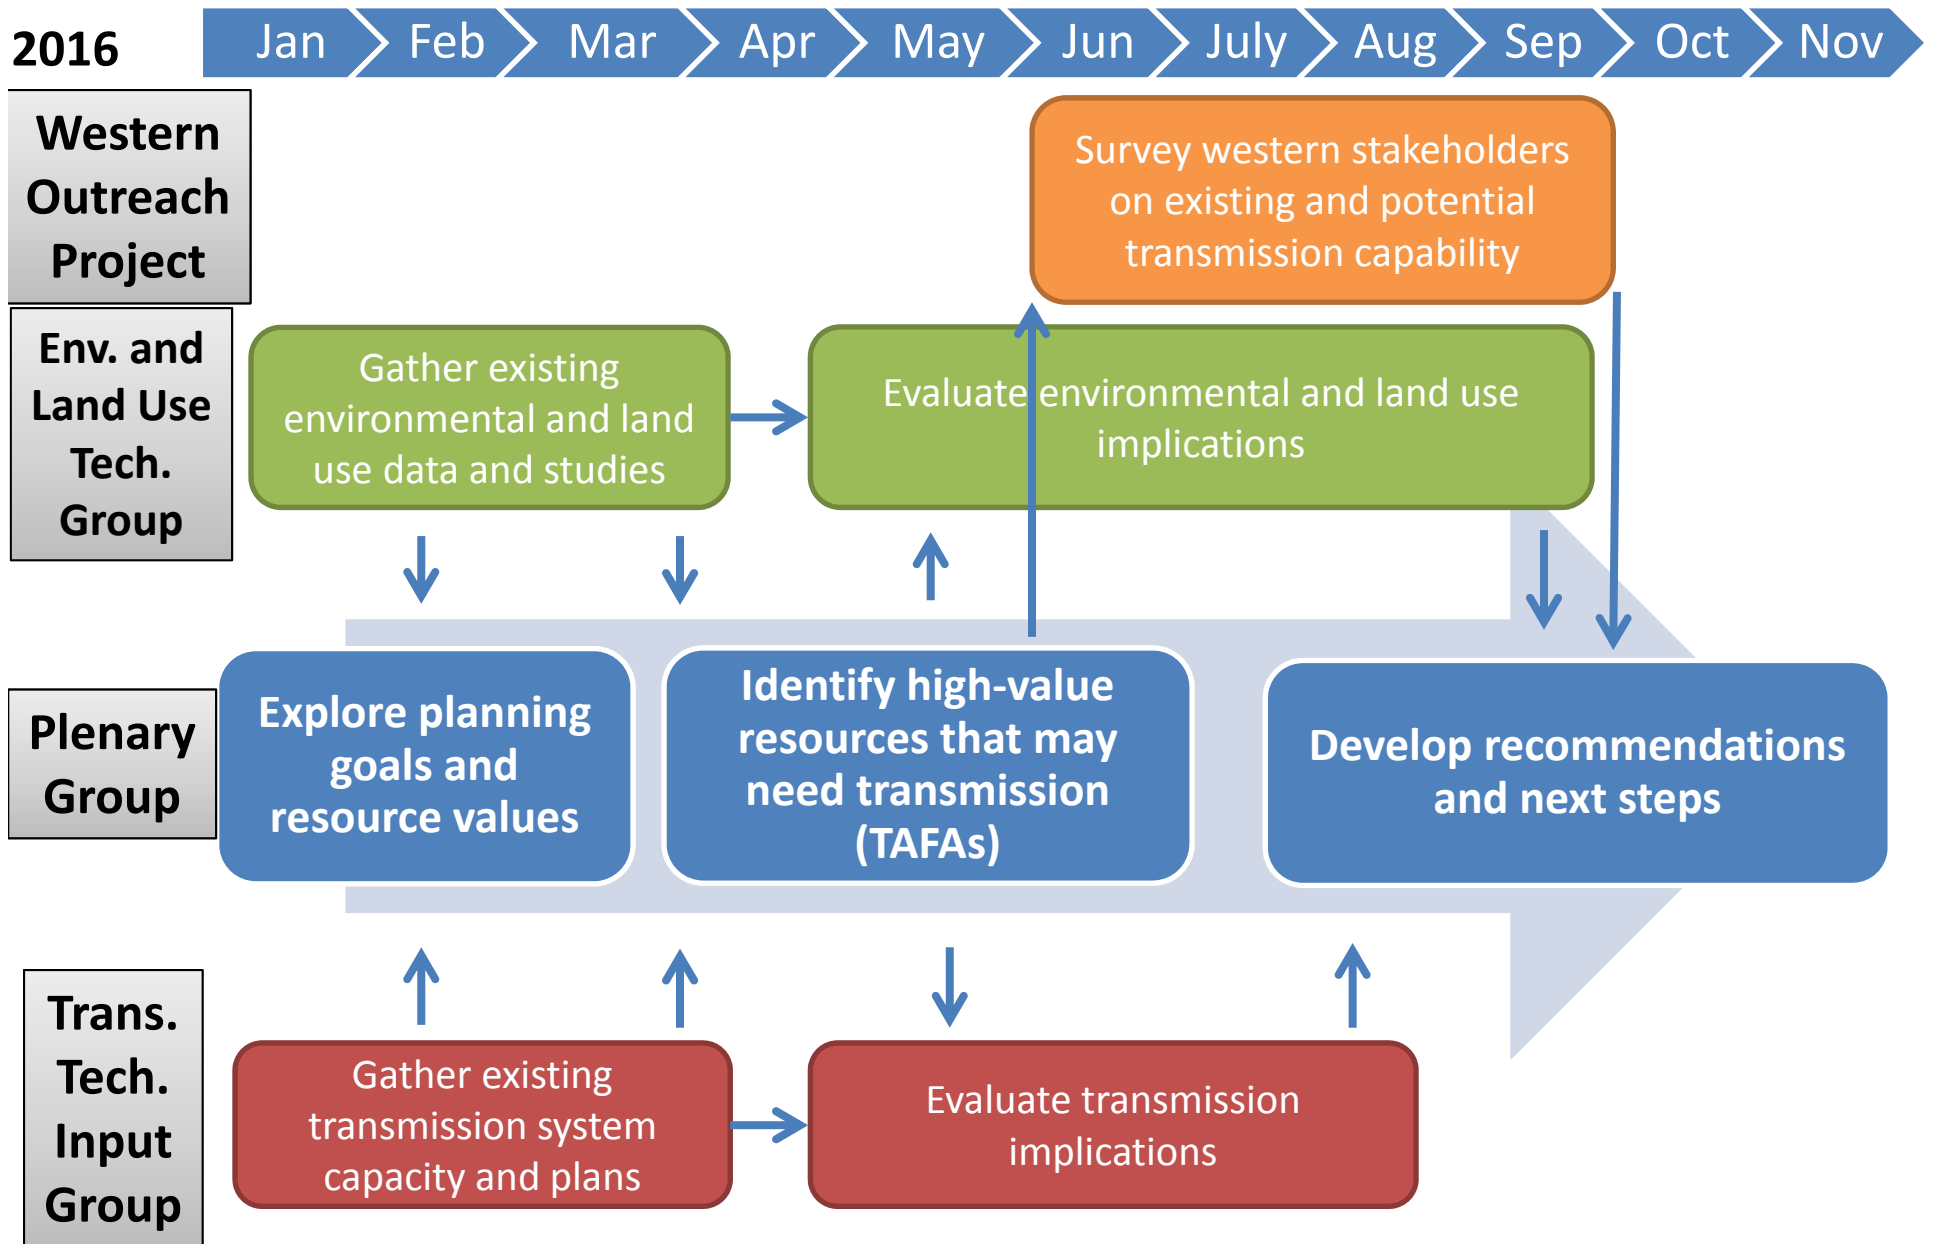 2016
Jan
Feb
Mar
Apr
May
Jun
July
Aug
Sep
Oct
Nov
Western
Outreach
Project
Survey western stakeholders
on existing and potential
transmission capability
Env. and
Land Use
Tech.
Group
Gather existing
environmental and land
use data and studies
Evaluate environmental and land use
implications
Plenary
Group
Explore planning
goals and
resource values
Identify high-value
resources that may
need transmission
(TAFAs)
Develop recommendations
and next steps
Trans.
Tech.
Input
Group
Gather existing
transmission system
capacity and plans
Evaluate transmission
implications